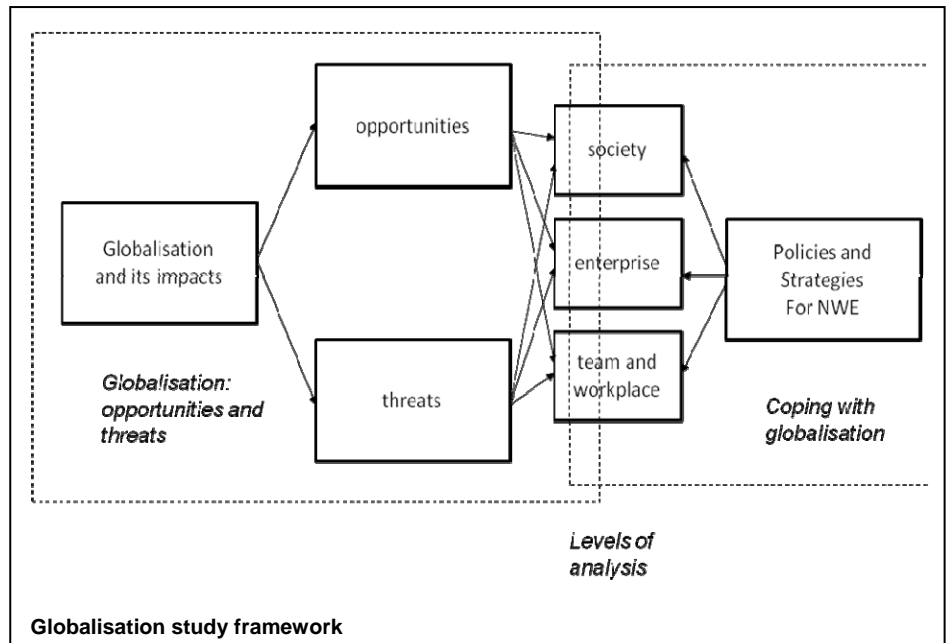 opportunities
society
Globalisation
and its impacts
enterprise
Policies and
Strategies
For NWE
team and
workplace
threats
Globalisation:
opportunities and
threats
Coping with
globalisation
Levels of
analysis
Globalisation study framework